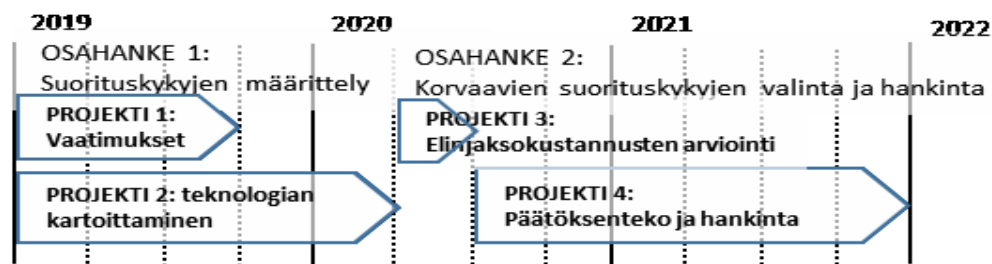 2019 2020 2021 2022
OSAHANKE 1:
Suorituskykyjen määrittely
OSAHANKE 2:
Korvaavien suorituskykyjen valinta ja hankinta
PROJEKTI 1:
Vaatimukset
PROJEKTI 3:
Elinjaksokustannusten arviointi
PROJEKTI 2: teknologian
kartoittaminen
PROJEKTI 4:
Päätöksenteko ja hankinta